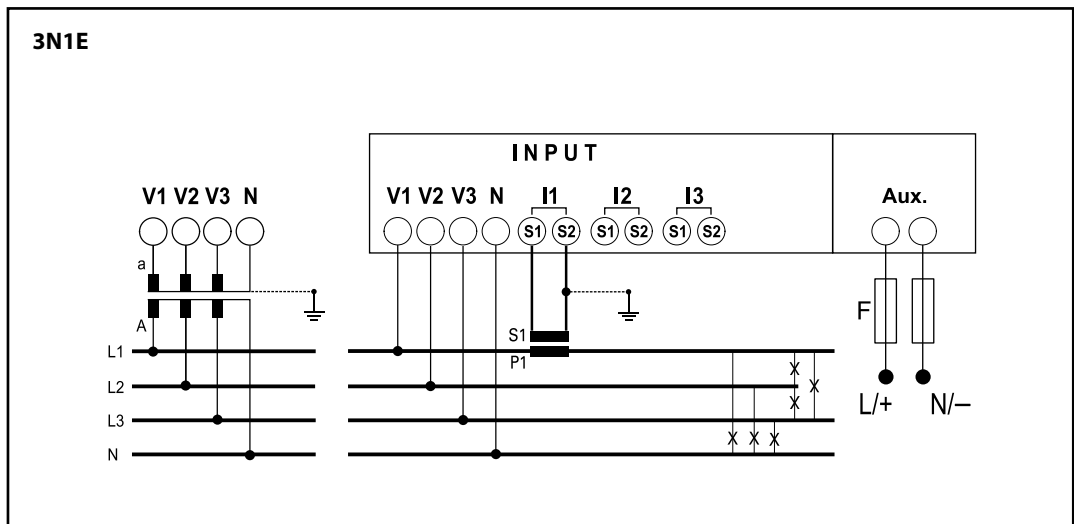 3N1E
INPUT
V1 V2 V3 N
V1 V2 V3 N I1 I2 I3
Aux.
S1 S2 S1 S2 S1 S2
a
A
S1
P1
F
L1
L2
L3
N
L/+ N/–
X
X
X
X X X